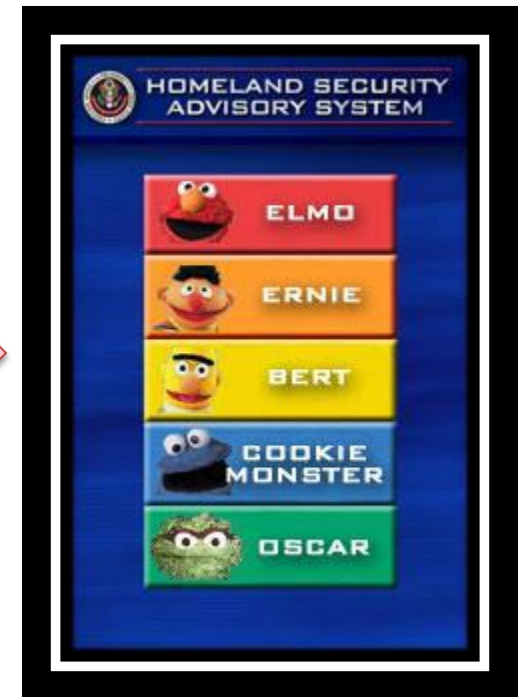 HOMELAND SECURITY
ADVISORY SYSTEM
ELMO
ERNIE
BERT
COOKIE
MONSTER
OSCAR